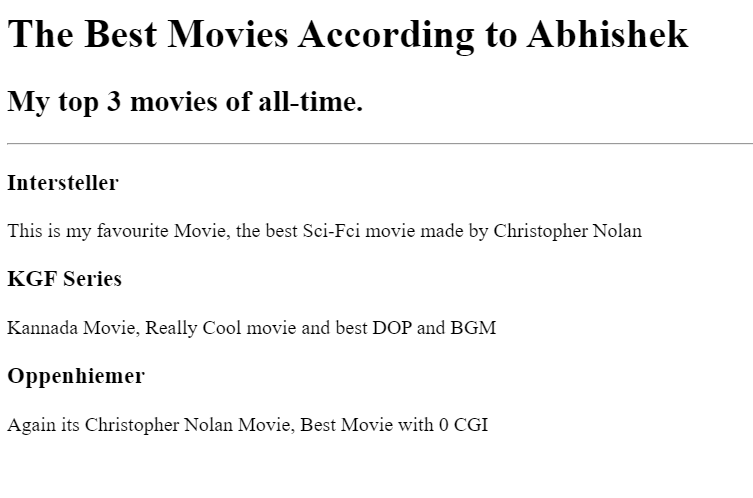 The Best Movies According to Abhishek
My top 3 movies of all-time.
Intersteller
This is my favourite Movie, the best Sci-Fci movie made by Christopher Nolan
KGF Series
Kannada Movie, Really Cool movie and best DOP and BGM
Oppenhiemer
Again its Christopher Nolan Movie, Best Movie with 0 CGI